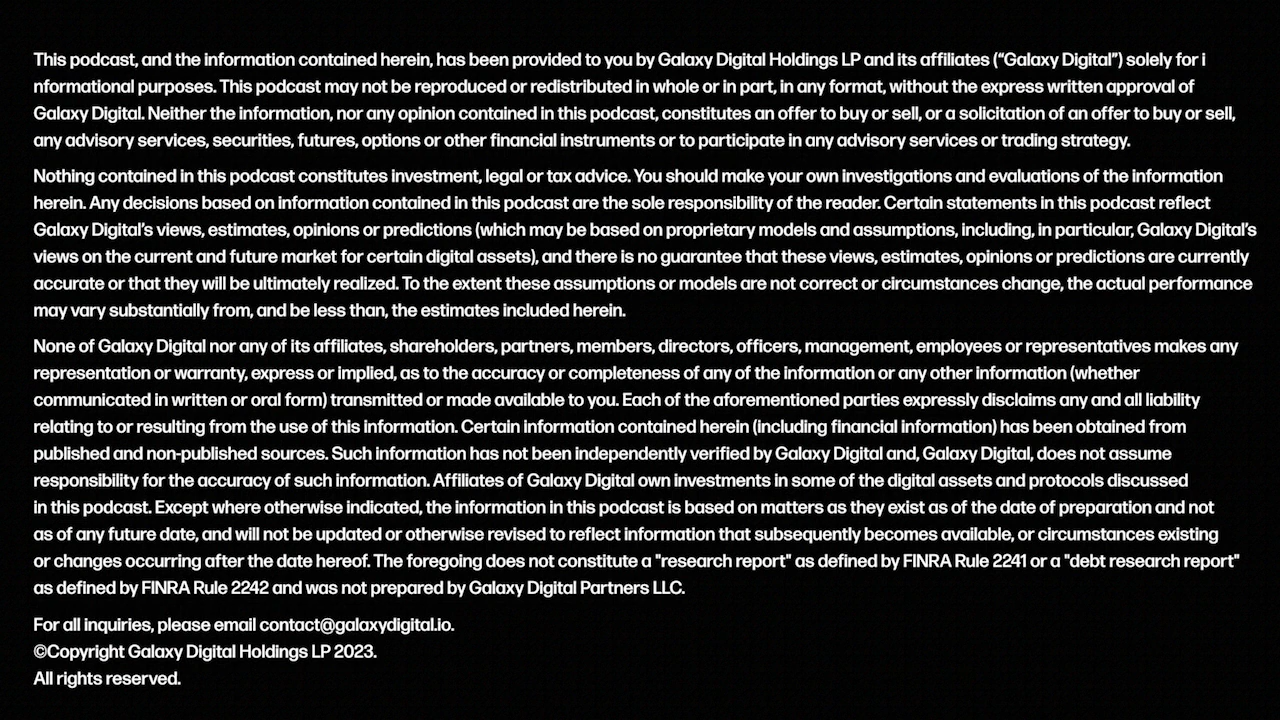 This podcast, and the information contained herein, has been provided to you by Galaxy Digital Holdings LP and its affiliates (“Galaxy Digital”) solely for i
nformational purposes. This podcast may not be reproduced or redistributed in whole or in part, in any format, without the express written approval of
Galaxy Digital. Neither the information, nor any opinion contained in this podcast, constitutes an offer to buy or sell, or a solicitation of an offer to buy or sell,
any advisory services, securities, futures, options or other financial instruments or to participate in any advisory services or trading strategy.
Nothing contained in this podcast constitutes investment, legal or tax advice. You should make your own investigations and evaluations of the information
herein. Any decisions based on information contained in this podcast are the sole responsibility of the reader. Certain statements in this podcast reflect
Galaxy Digital’s views, estimates, opinions or predictions (which may be based on proprietary models and assumptions, including, in particular, Galaxy Digital’s
views on the current and future market for certain digital assets), and there is no guarantee that these views, estimates, opinions or predictions are currently
accurate or that they will be ultimately realized. To the extent these assumptions or models are not correct or circumstances change, the actual performance
may vary substantially from, and be less than, the estimates included herein.
None of Galaxy Digital nor any of its affiliates, shareholders, partners, members, directors, officers, management, employees or representatives makes any
representation or warranty, express or implied, as to the accuracy or completeness of any of the information or any other information (whether
communicated in written or oral form) transmitted or made available to you. Each of the aforementioned parties expressly disclaims any and all liability
relating to or resulting from the use of this information. Certain information contained herein (including financial information) has been obtained from
published and non-published sources. Such information has not been independently verified by Galaxy Digital and, Galaxy Digital, does not assume
responsibility for the accuracy of such information. Affiliates of Galaxy Digital own investments in some of the digital assets and protocols discussed
in this podcast. Except where otherwise indicated, the information in this podcast is based on matters as they exist as of the date of preparation and not
as of any future date, and will not be updated or otherwise revised to reflect information that subsequently becomes available, or circumstances existing
or changes occurring after the date hereof. The foregoing does not constitute a "research report" as defined by FINRA Rule 2241 or a "debt research report"
as defined by FINRA Rule 2242 and was not prepared by Galaxy Digital Partners LLC.
For all inquiries, please email contact@galaxydigital.io.
©Copyright Galaxy Digital Holdings LP 2023.
All rights reserved.